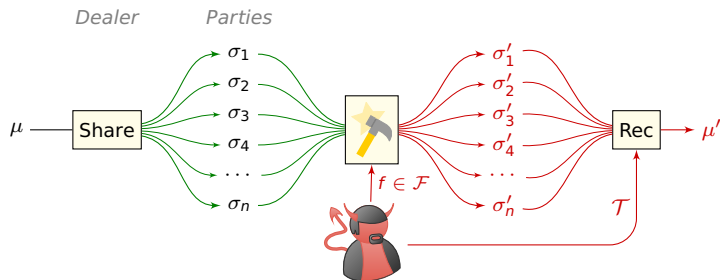 Dealer Parties
σ₁ σ′₁
σ₂ σ′₂
σ₃ σ′₃
μ Share σ₄ σ′₄ Rec μ′
··· ···
f ∈ 𝓕
σₙ σ′ₙ 𝒯